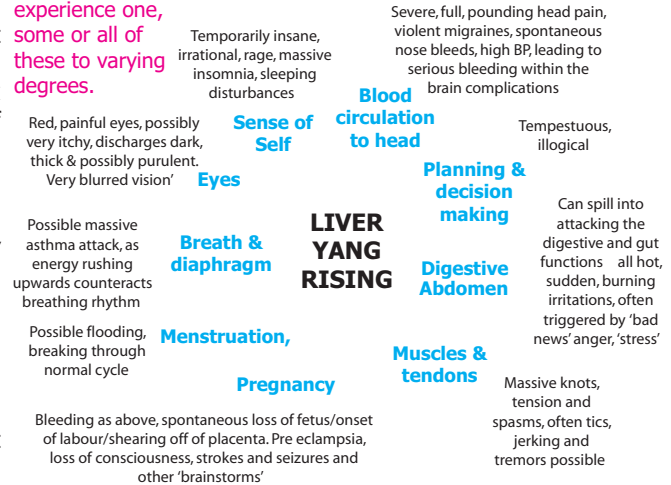 experience one,
some or all of
these to varying
degrees.
Temporarily insane,
irrational, rage, massive
insomnia, sleeping
disturbances
Severe, full, pounding head pain,
violent migraines, spontaneous
nose bleeds, high BP, leading to
serious bleeding within the
brain complications
Blood
circulation
to head
Sense of
Self
Red, painful eyes, possibly
very itchy, discharges dark,
thick & possibly purulent.
Very blurred vision’
Eyes
Tempestuous,
illogical
Planning &
decision
making
LIVER
YANG
RISING
Possible massive
asthma attack, as
energy rushing
upwards counteracts
breathing rhythm
Breath &
diaphragm
Digestive
Abdomen
Can spill into
attacking the
digestive and gut
functions all hot,
sudden, burning
irritations, often
triggered by ‘bad
news’ anger, ‘stress’
Possible flooding,
breaking through
normal cycle
Menstruation,
Pregnancy
Muscles &
tendons
Massive knots,
tension and
spasms, often tics,
jerking and
tremors possible
Bleeding as above, spontaneous loss of fetus/onset
of labour/shearing off of placenta. Pre eclampsia,
loss of consciousness, strokes and seizures and
other ‘brainstorms’